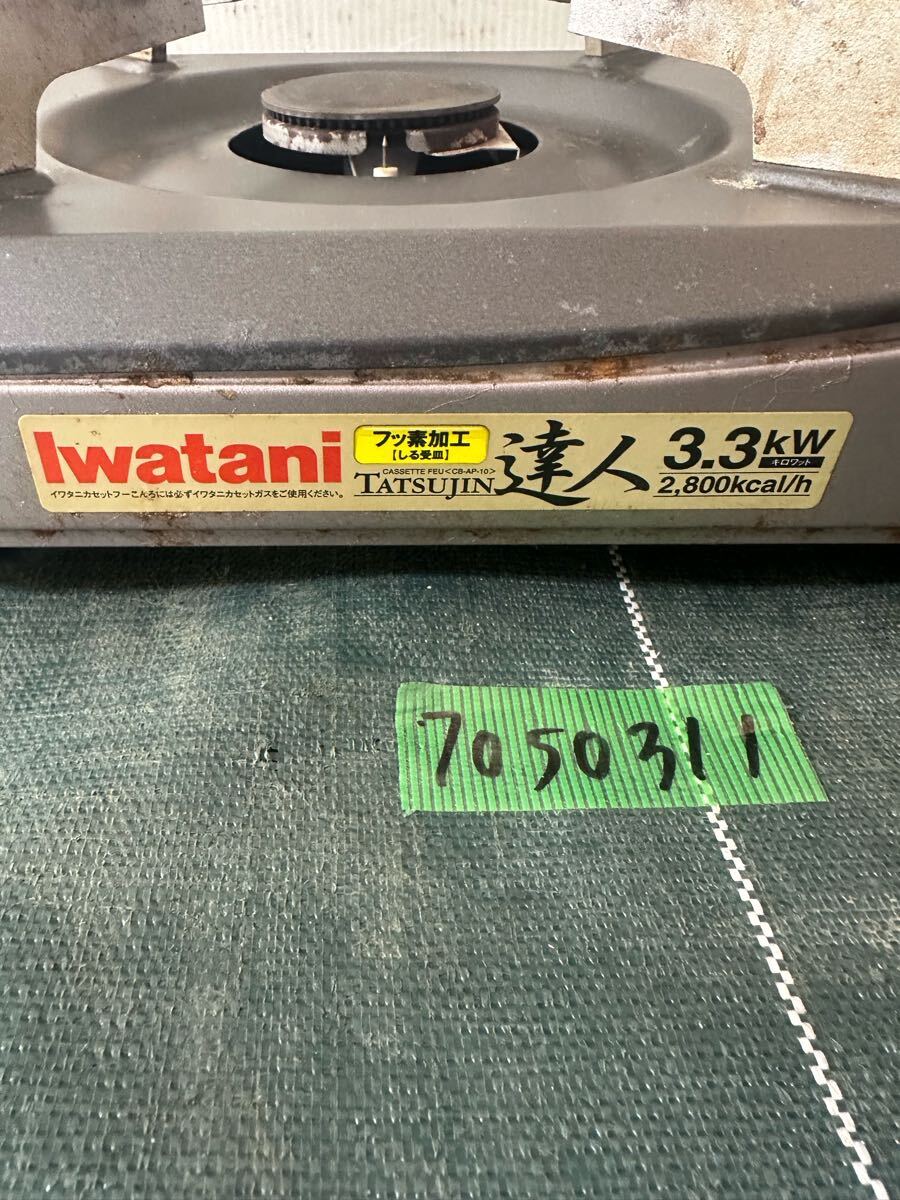 Iwatani
イワタニカセットフーこんろには必ずイワタニカセットガスをご使用ください。
フッ素加工
【しる受皿】
CASSETTE FEU<CB-AP-10>
TATSUJIN
達人
3.3kW
キロワット
2,800kcal/h
7050311